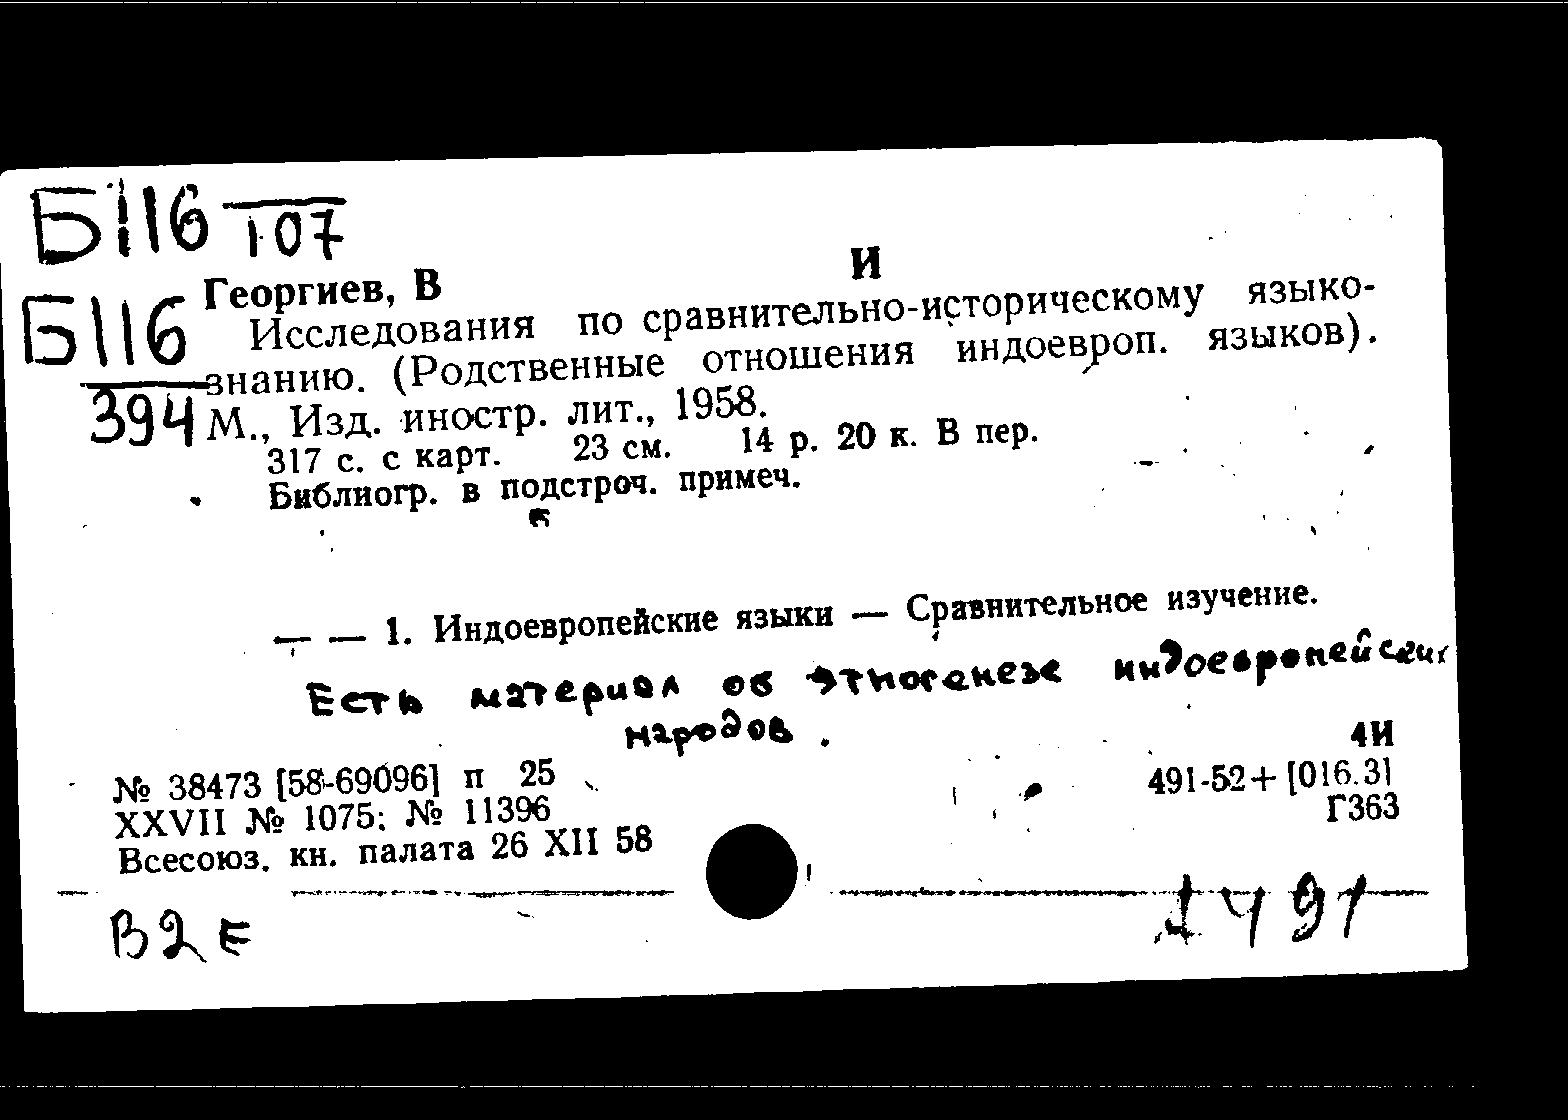 Б116 107
И
Георгиев, В
Б116
394
Исследования по сравнительно-историческому языко-
знанию. (Родственные отношения индоевроп. языков).
М., Изд. иностр. лит., 1958.
317 с. с карт. 23 см. 14 р. 20 к. В пер.
Библиогр. в подстроч. примеч.
— — 1. Индоевропейские языки — Сравнительное изучение.
Есть материал об этногенезе индоевропейских
народов.
4И
№ 38473 [58-69096] п 25
491-52+[016.3]
XXVII № 1075; № 11396
Г363
Всесоюз. кн. палата 26 XII 58
В2Е
491